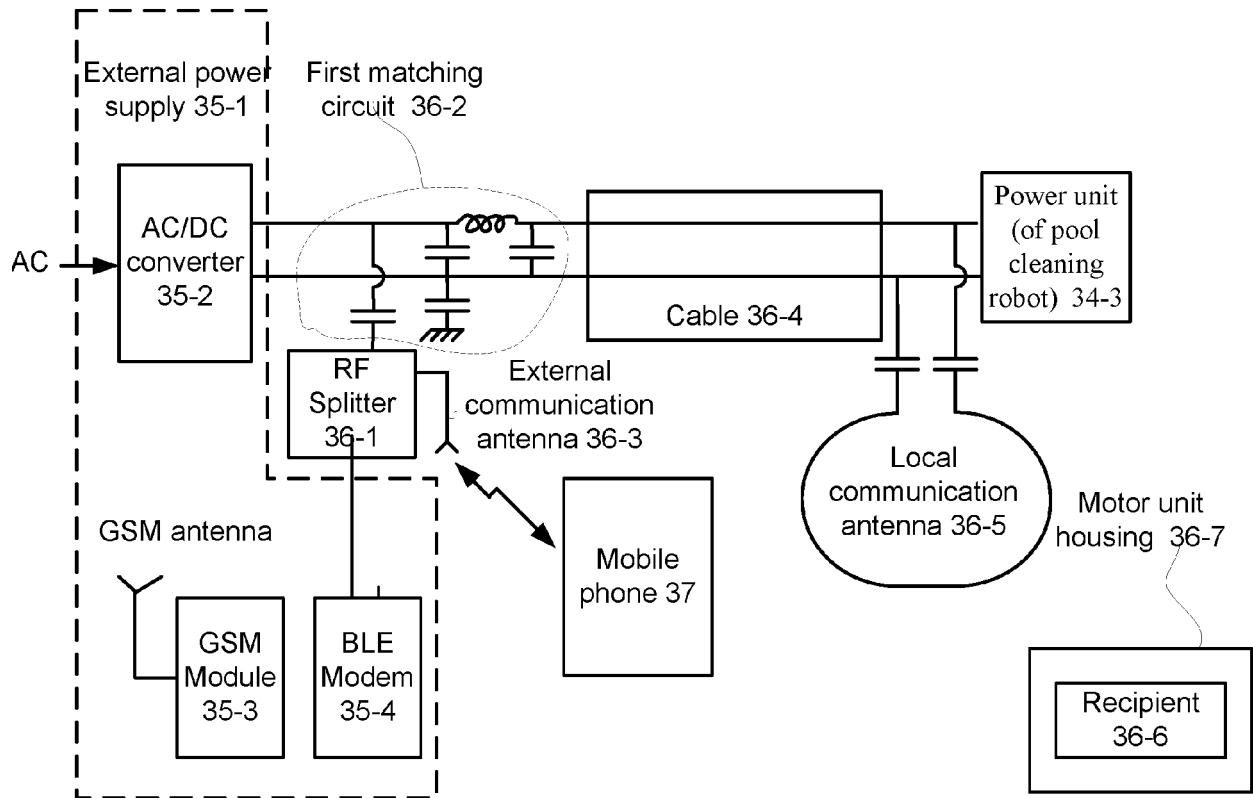 External power
supply 35-1
First matching
circuit 36-2
AC
AC/DC
converter
35-2
Cable 36-4
Power unit
(of pool
cleaning
robot) 34-3
RF
Splitter
36-1
External
communication
antenna 36-3
Local
communication
antenna 36-5
Motor unit
housing 36-7
GSM antenna
Mobile
phone 37
GSM
Module
35-3
BLE
Modem
35-4
Recipient
36-6